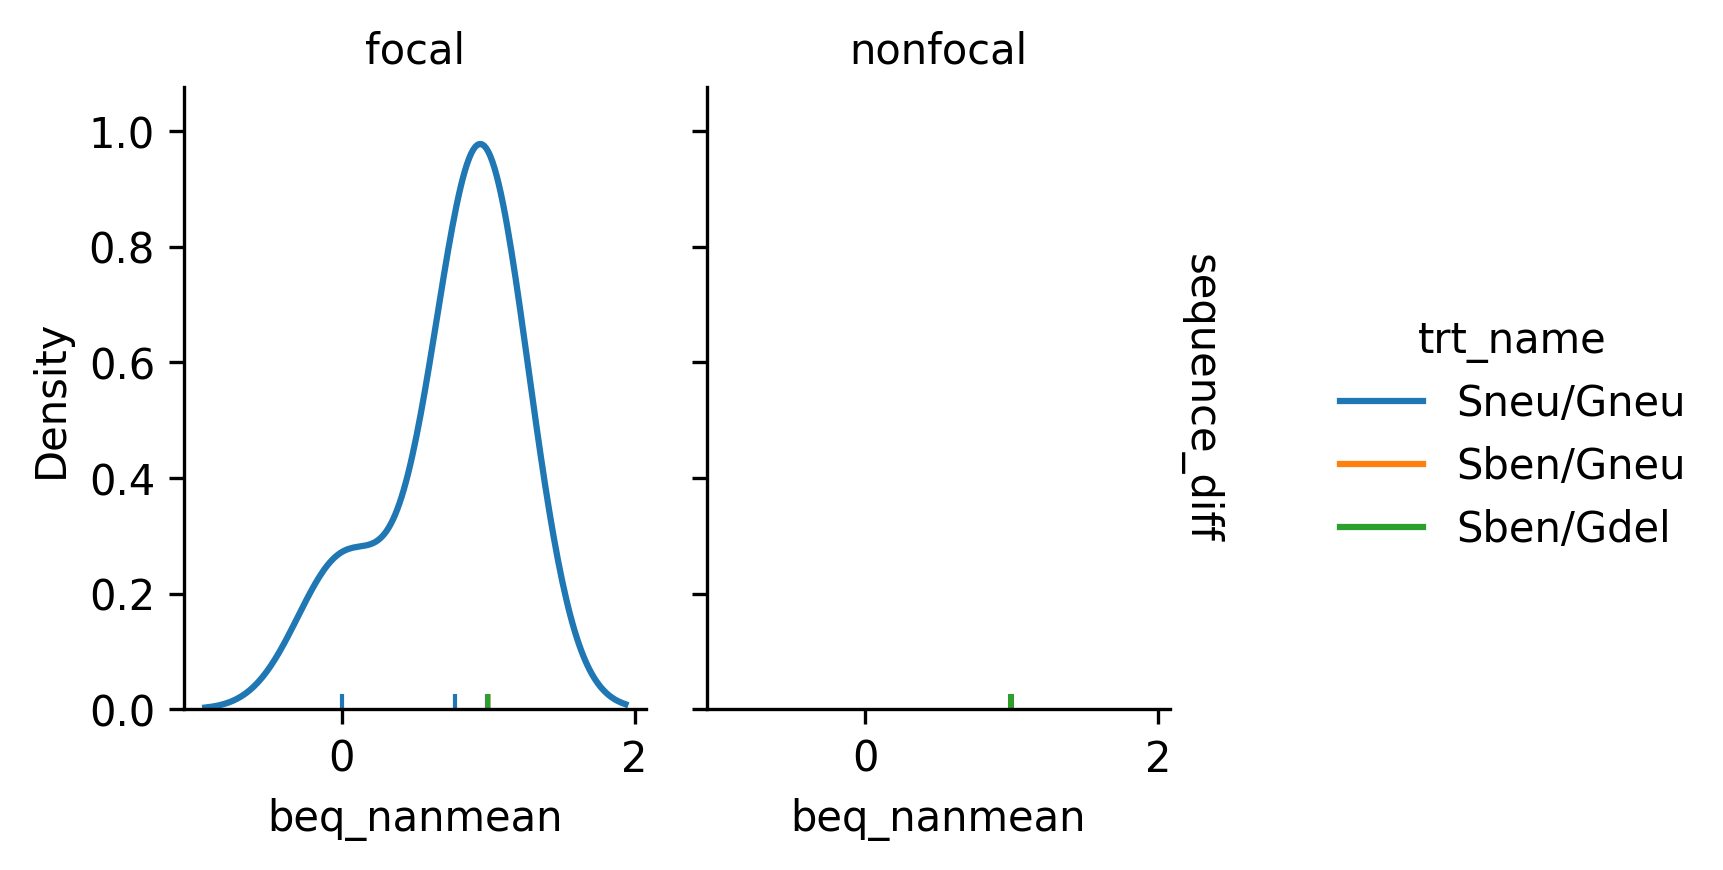 focal
nonfocal
1.0
0.8
0.6
0.4
0.2
0.0
Density
0
2
0
2
beq_nanmean
beq_nanmean
sequence_diff
trt_name
Sneu/Gneu
Sben/Gneu
Sben/Gdel